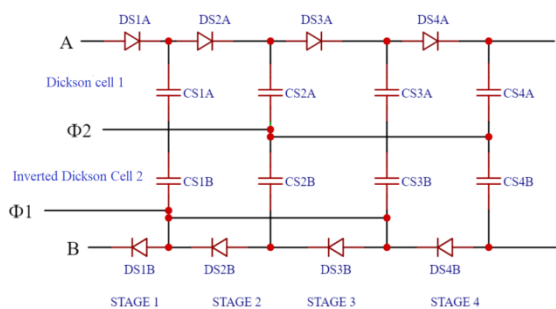 DS1A DS2A DS3A DS4A
A
Dickson cell 1
CS1A CS2A CS3A CS4A
Φ2
Inverted Dickson Cell 2
CS1B CS2B CS3B CS4B
Φ1
B
DS1B DS2B DS3B DS4B
STAGE 1 STAGE 2 STAGE 3 STAGE 4